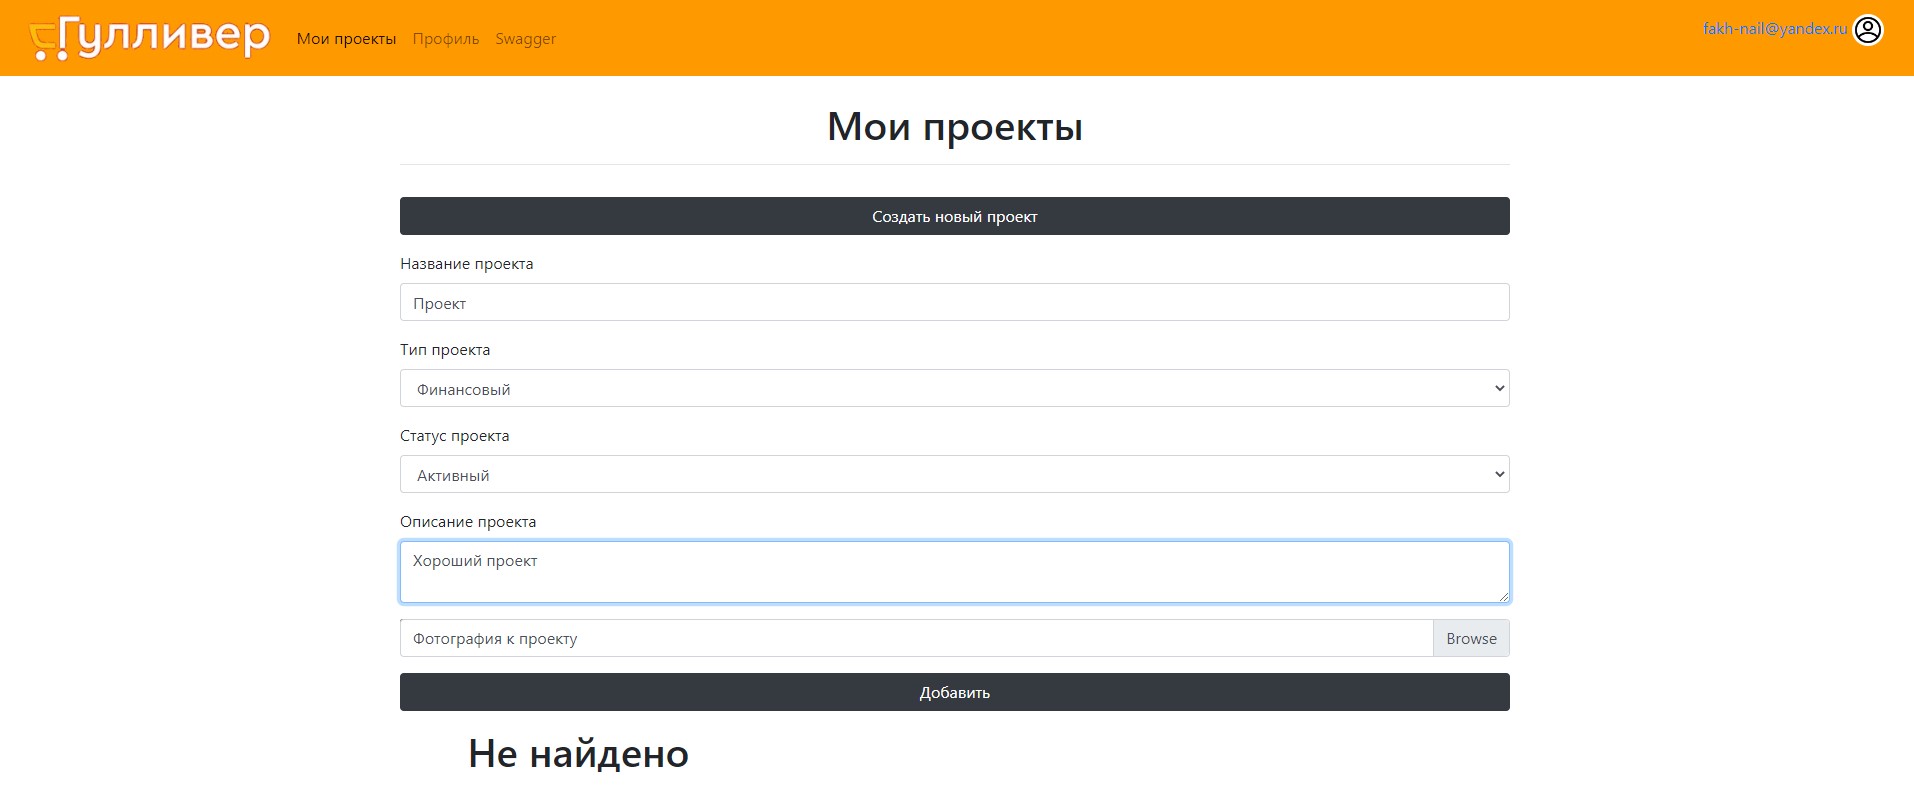 Гулливер
Мои проекты Профиль Swagger
fakh-nail@yandex.ru
Мои проекты
Создать новый проект
Название проекта
Проект
Тип проекта
Финансовый
Статус проекта
Активный
Описание проекта
Хороший проект
Фотография к проекту Browse
Добавить
Не найдено